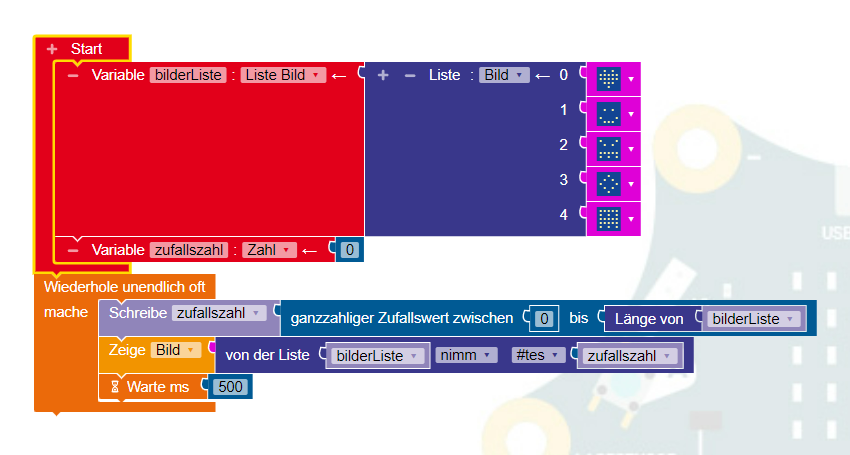 + Start
− Variable bilderListe : Liste Bild ▾ ← + − Liste : Bild ▾ ← 0
1
2
3
4
− Variable zufallszahl : Zahl ▾ ← 0
USB
Wiederhole unendlich oft
mache Schreibe zufallszahl ▾ ganzzahliger Zufallswert zwischen 0 bis Länge von bilderListe ▾
Zeige Bild ▾ von der Liste bilderListe ▾ nimm ▾ #tes ▾ zufallszahl ▾
Warte ms 500